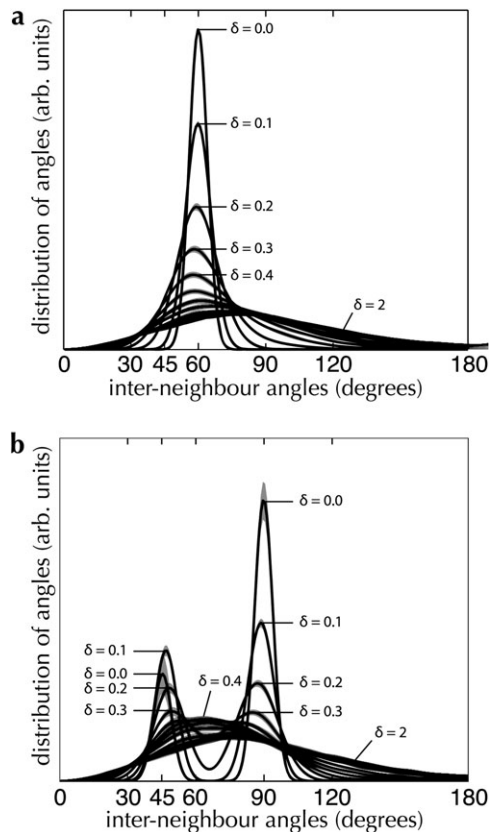 a
distribution of angles (arb. units)
δ = 0.0
δ = 0.1
δ = 0.2
δ = 0.3
δ = 0.4
δ = 2
0 30 45 60 90 120 180
inter-neighbour angles (degrees)
b
distribution of angles (arb. units)
δ = 0.0
δ = 0.1
δ = 0.1
δ = 0.0
δ = 0.2
δ = 0.3
δ = 0.4
δ = 0.2
δ = 0.3
δ = 2
0 30 45 60 90 120 180
inter-neighbour angles (degrees)